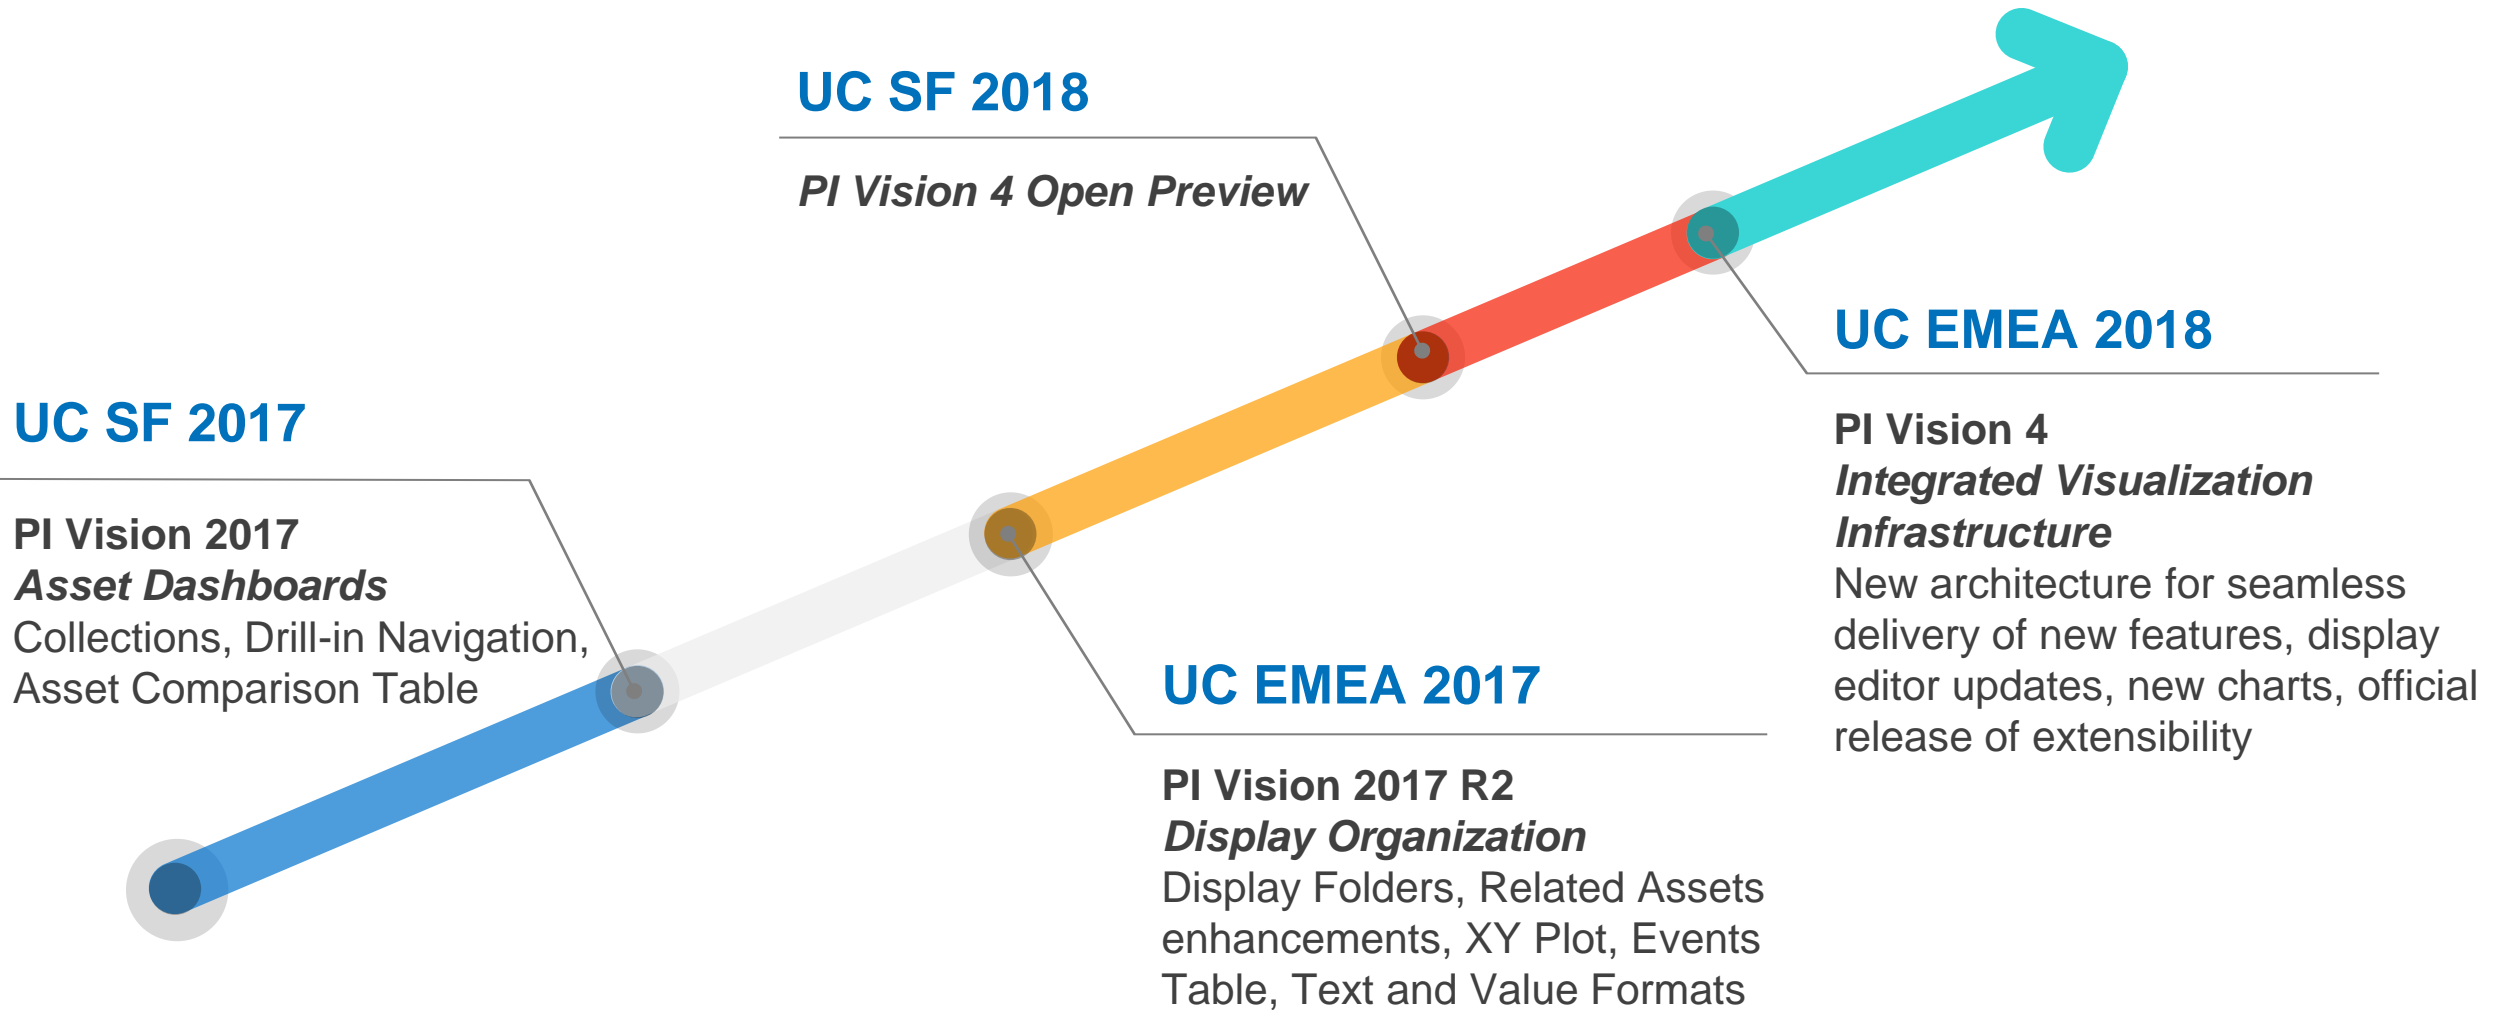 UC SF 2017
PI Vision 2017
Asset Dashboards
Collections, Drill-in Navigation,
Asset Comparison Table
UC SF 2018
PI Vision 4 Open Preview
UC EMEA 2017
PI Vision 2017 R2
Display Organization
Display Folders, Related Assets
enhancements, XY Plot, Events
Table, Text and Value Formats
UC EMEA 2018
PI Vision 4
Integrated Visualization
Infrastructure
New architecture for seamless
delivery of new features, display
editor updates, new charts, official
release of extensibility